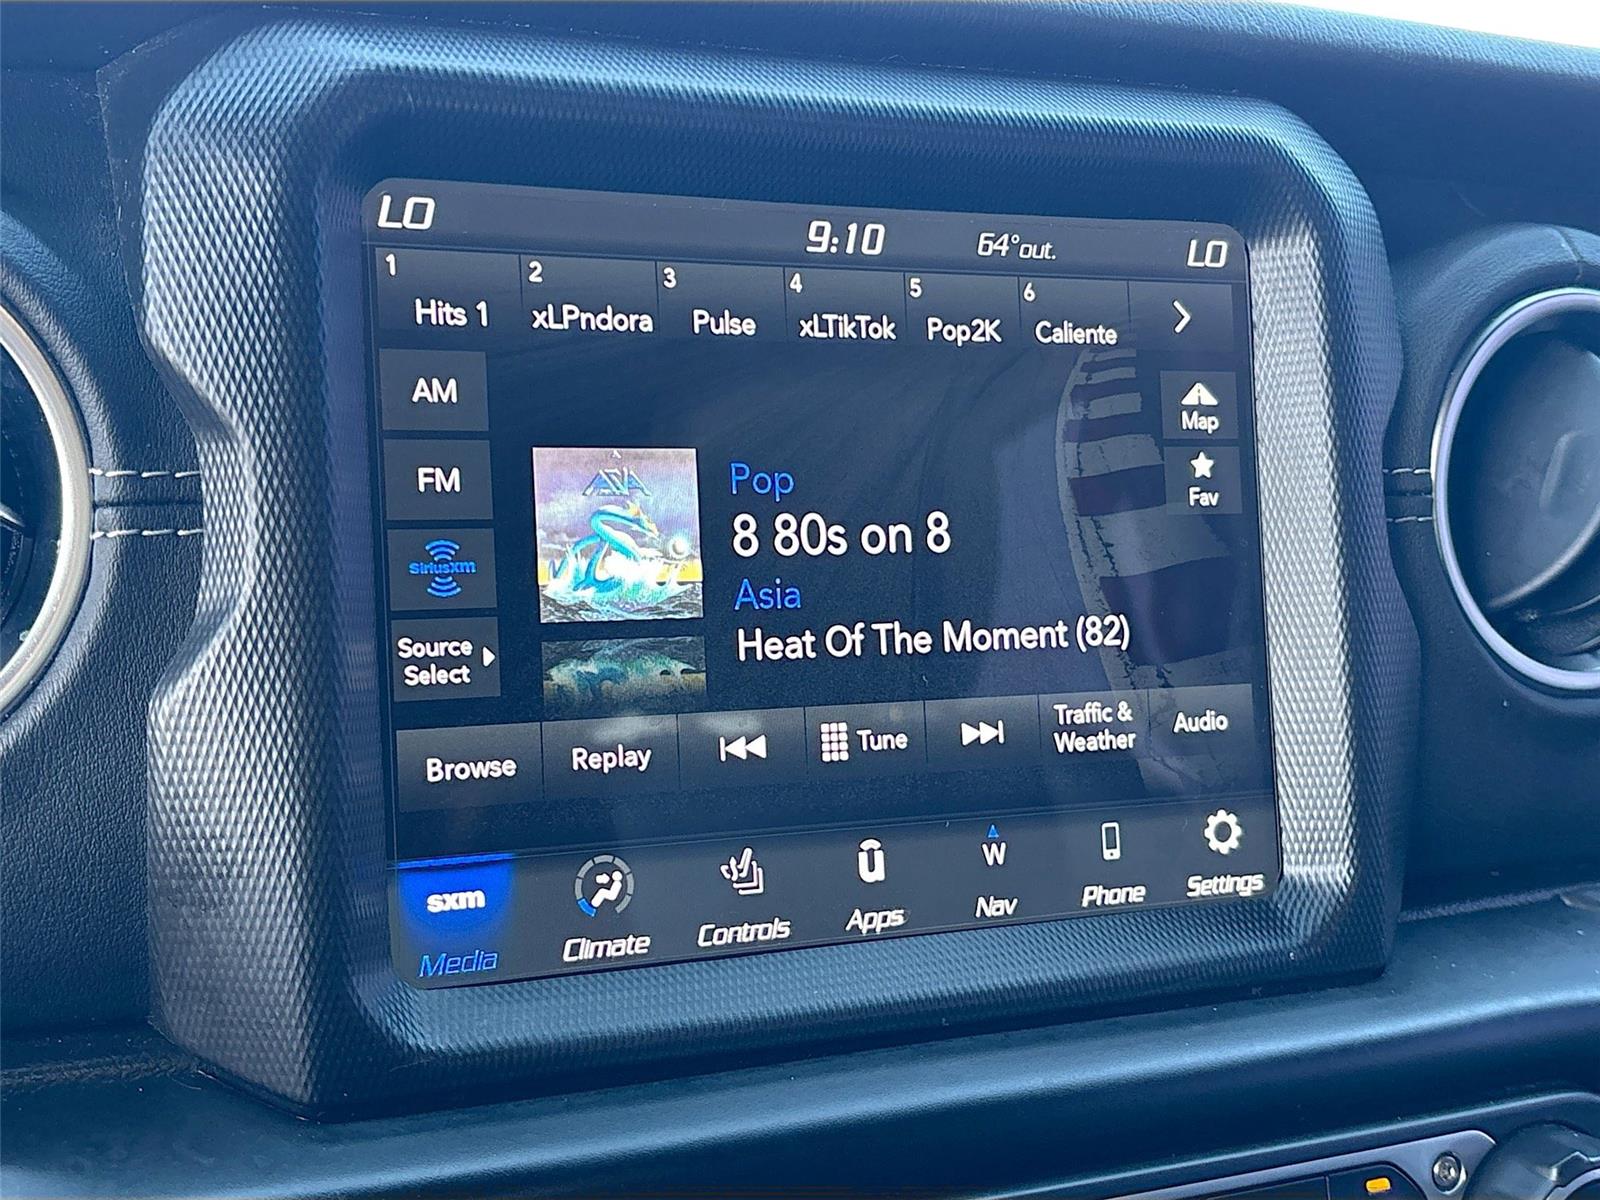 LO
9:10
64° out.
LO
1
Hits 1
2
xLPndora
3
Pulse
4
xLTikTok
5
Pop2K
6
Caliente
AM
FM
SiriusXM
Source
Select
Map
Fav
ASIA
Pop
8 80s on 8
Asia
Heat Of The Moment (82)
Browse
Replay
Tune
Traffic &
Weather
Audio
sxm
Media
Climate
Controls
Apps
W
Nav
Phone
Settings